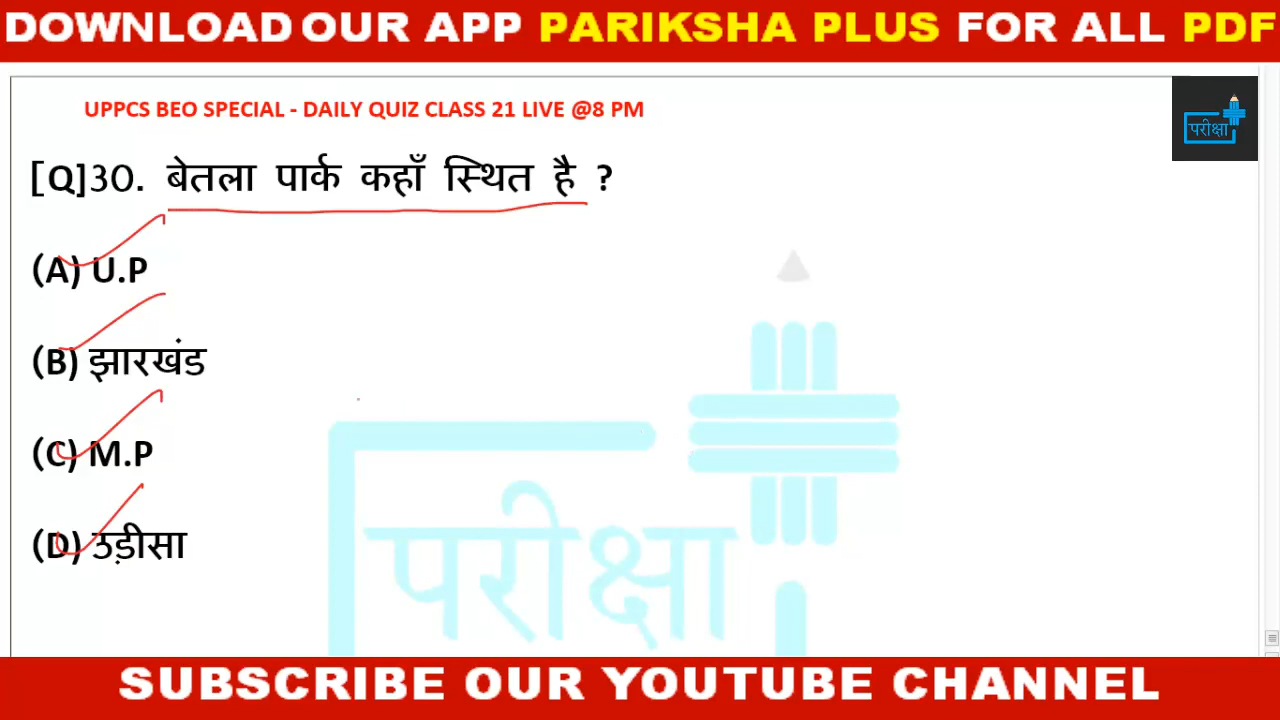 DOWNLOAD OUR APP PARIKSHA PLUS FOR ALL PDF
UPPCS BEO SPECIAL - DAILY QUIZ CLASS 21 LIVE @8 PM
परीक्षा
[Q]30. बेतला पार्क कहाँ स्थित है ?
(A) U.P
(B) झारखंड
(C) M.P
(D) उड़ीसा
परीक्षा
SUBSCRIBE OUR YOUTUBE CHANNEL